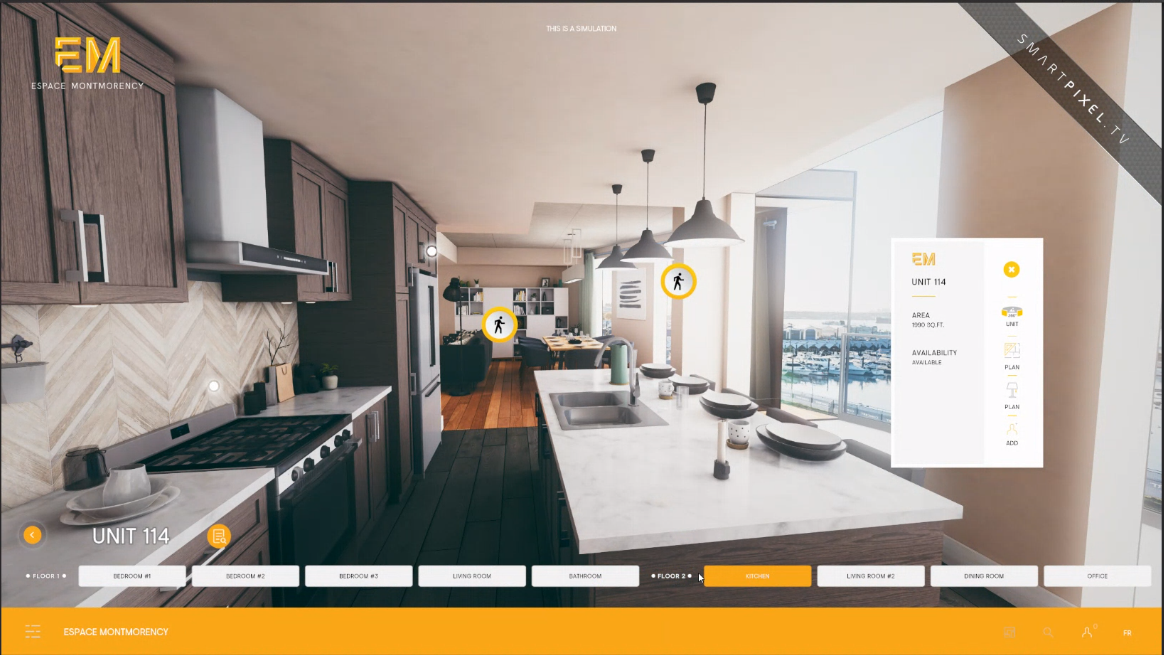 THIS IS A SIMULATION
EM
ESPACE MONTMORENCY
SMARTPIXEL.TV
EM
UNIT 114
AREA
1990 SQ.FT.
AVAILABILITY
AVAILABLE
UNIT
PLAN
PLAN
ADD
UNIT 114
FLOOR 1
BEDROOM #1
BEDROOM #2
BEDROOM #3
LIVING ROOM
BATHROOM
FLOOR 2
KITCHEN
LIVING ROOM #2
DINING ROOM
OFFICE
ESPACE MONTMORENCY
0
FR